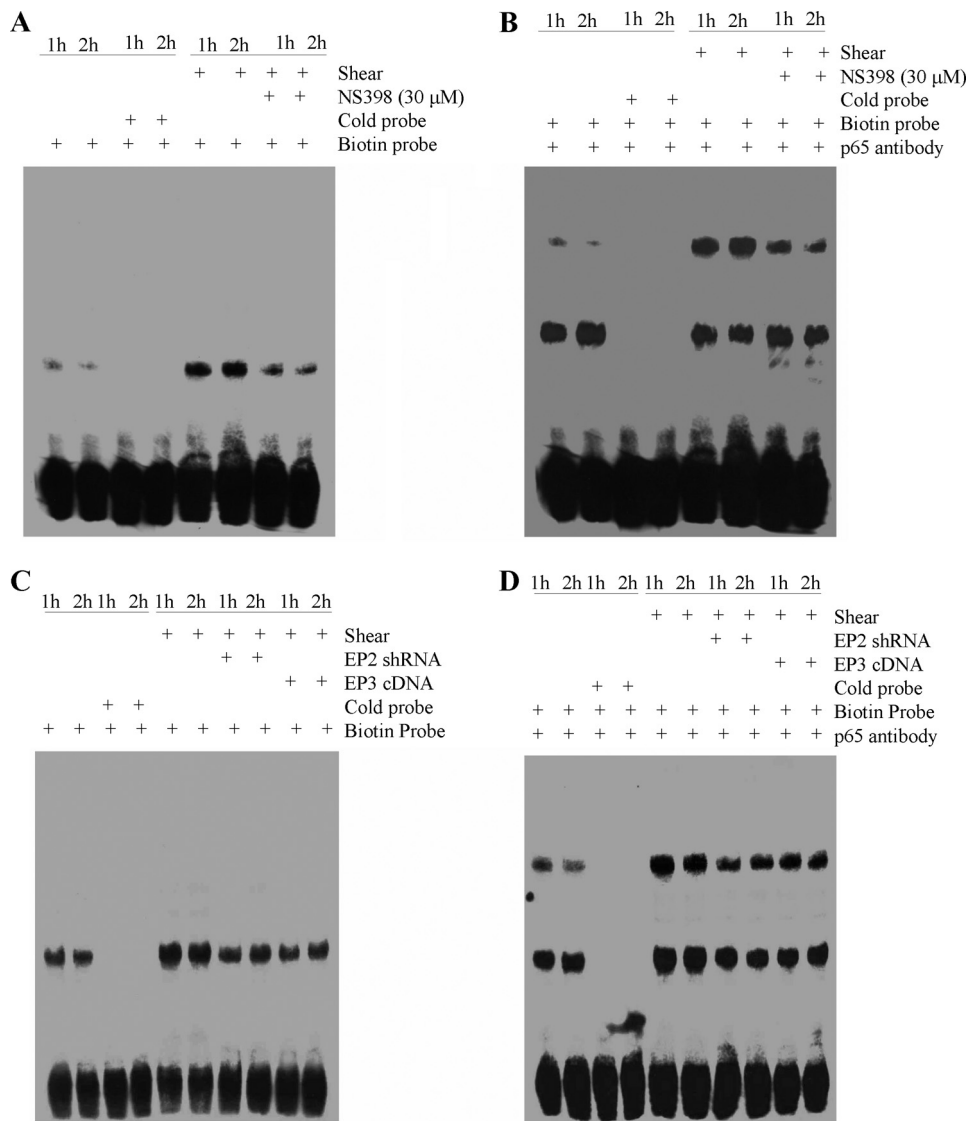 A
1h 2h 1h 2h 1h 2h 1h 2h
+ + + + Shear
+ + NS398 (30 μM)
+ + Cold probe
+ + + + + + + + Biotin probe
B
1h 2h 1h 2h 1h 2h 1h 2h
+ + + + Shear
+ + NS398 (30 μM)
+ + Cold probe
+ + + + + + + + Biotin probe
+ + + + + + + + p65 antibody
C
1h 2h 1h 2h 1h 2h 1h 2h 1h 2h
+ + + + + + Shear
+ + EP2 shRNA
+ + EP3 cDNA
+ + Cold probe
+ + + + + + + + + + Biotin Probe
D
1h 2h 1h 2h 1h 2h 1h 2h 1h 2h
+ + + + + + Shear
+ + EP2 shRNA
+ + EP3 cDNA
+ + Cold probe
+ + + + + + + + + + Biotin Probe
+ + + + + + + + + + p65 antibody